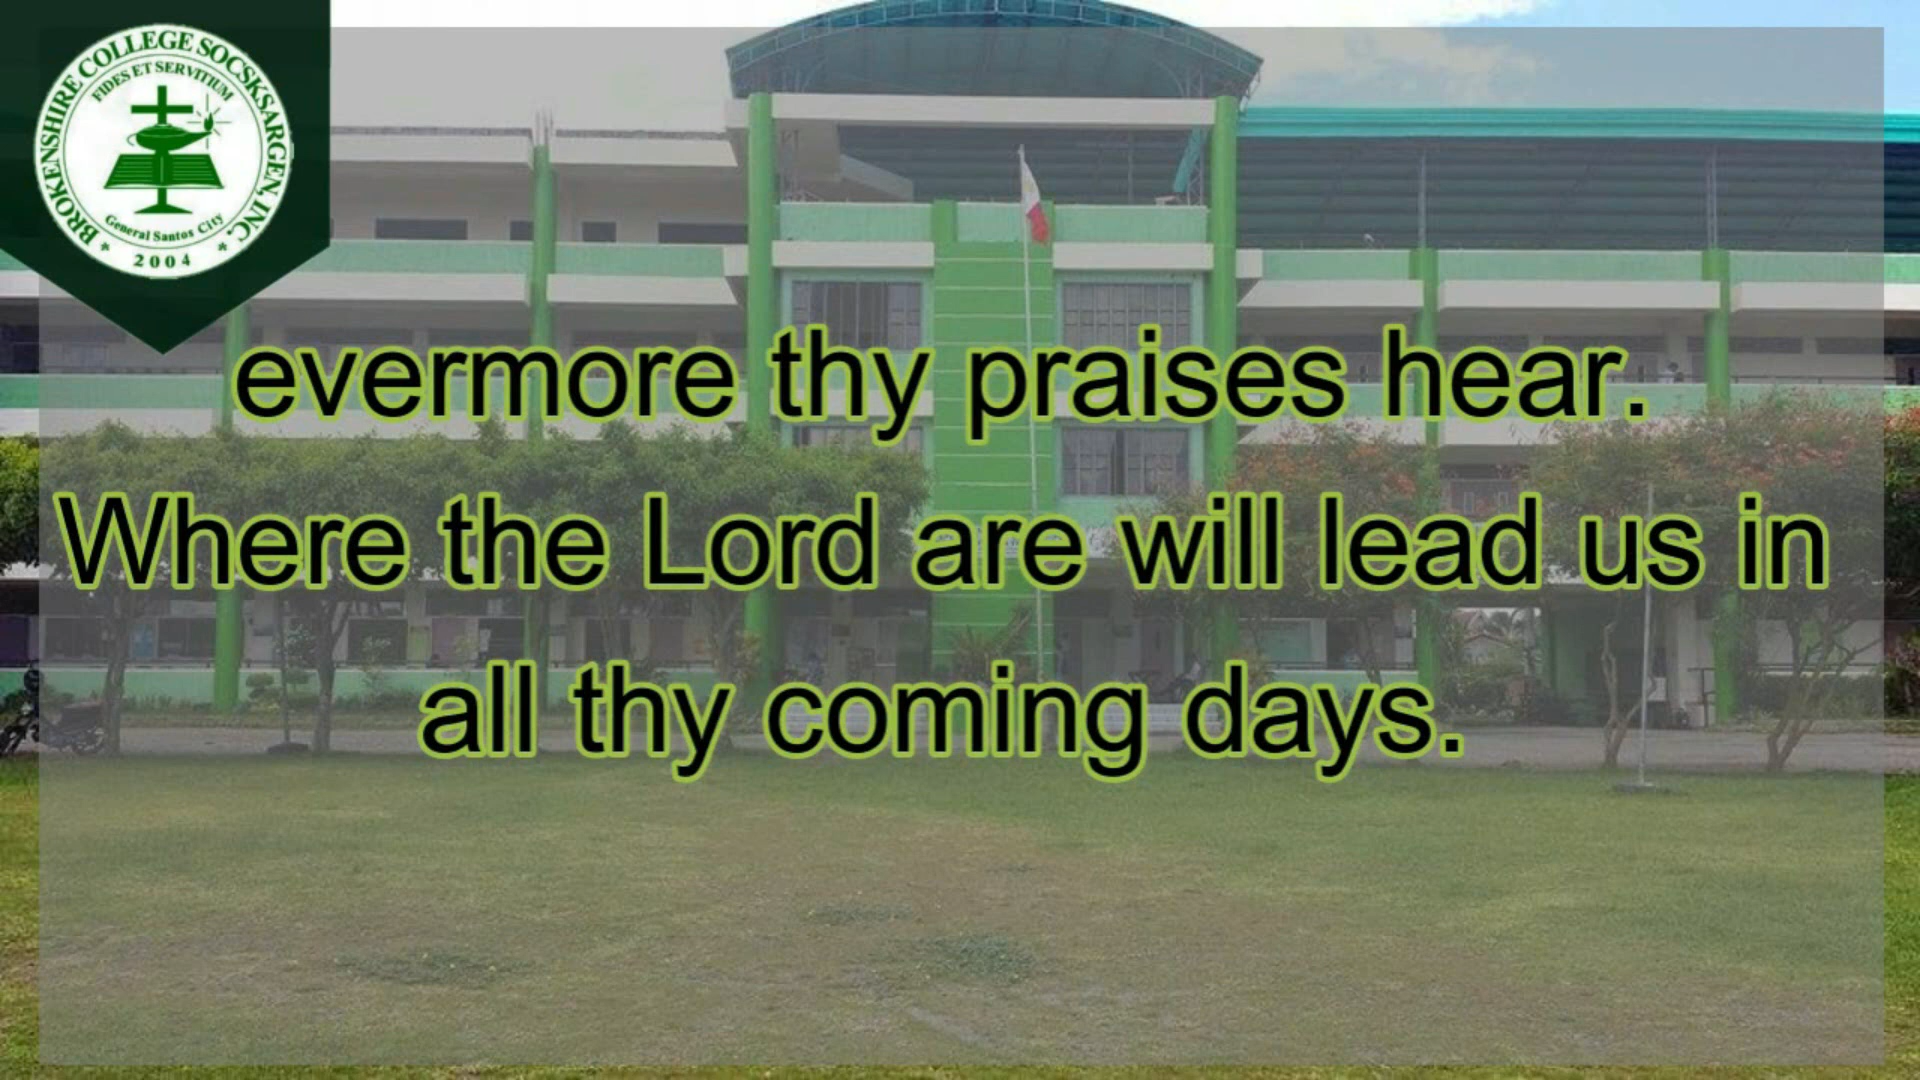 BROKENSHIRE COLLEGE SOCSKSARGEN, INC.
FIDES ET SERVITIUM
General Santos City
2004
evermore thy praises hear.
Where the Lord are will lead us in
all thy coming days.